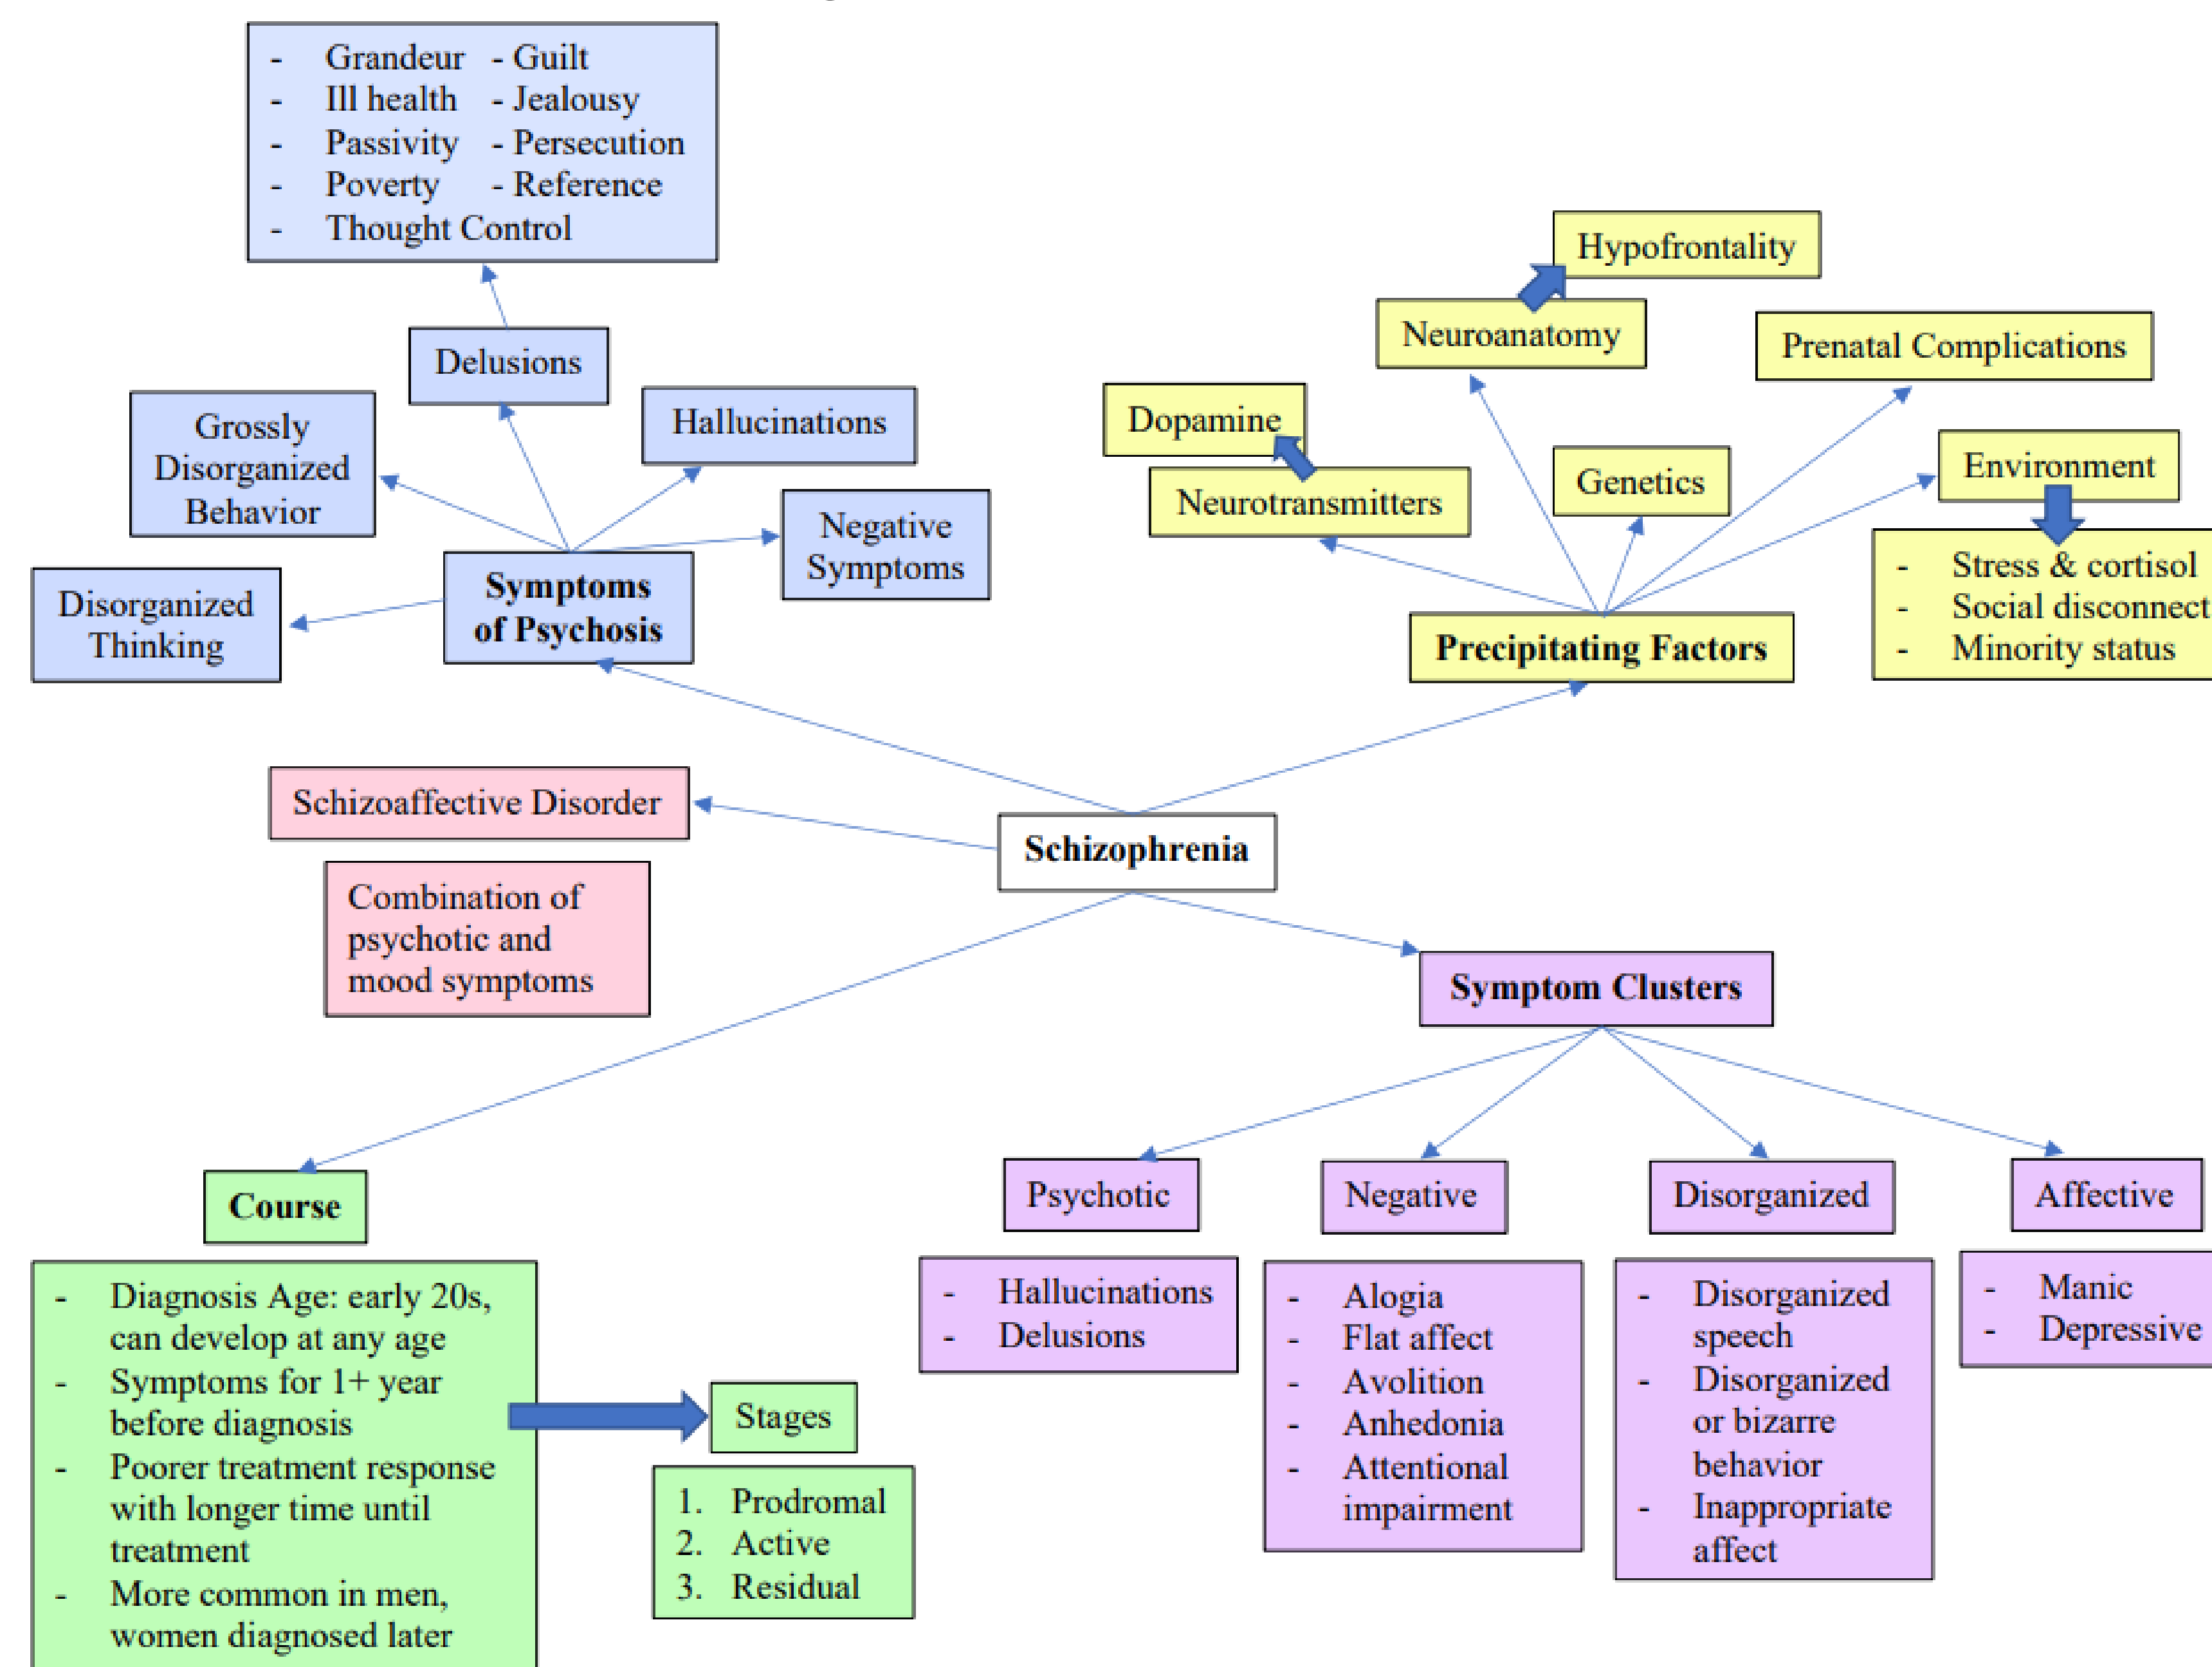 - Grandeur - Guilt
- Ill health - Jealousy
- Passivity - Persecution
- Poverty - Reference
- Thought Control
Delusions
Hallucinations
Grossly
Disorganized
Behavior
Negative
Symptoms
Symptoms
of Psychosis
Disorganized
Thinking
Hypofrontality
Neuroanatomy
Prenatal Complications
Dopamine
Neurotransmitters
Genetics
Environment
- Stress & cortisol
- Social disconnect
- Minority status
Precipitating Factors
Schizoaffective Disorder
Combination of
psychotic and
mood symptoms
Schizophrenia
Symptom Clusters
Psychotic
Negative
Disorganized
Affective
- Hallucinations
- Delusions
- Alogia
- Flat affect
- Avolition
- Anhedonia
- Attentional
impairment
- Disorganized
speech
- Disorganized
or bizarre
behavior
- Inappropriate
affect
- Manic
- Depressive
Course
- Diagnosis Age: early 20s,
can develop at any age
- Symptoms for 1+ year
before diagnosis
- Poorer treatment response
with longer time until
treatment
- More common in men,
women diagnosed later
Stages
1. Prodromal
2. Active
3. Residual